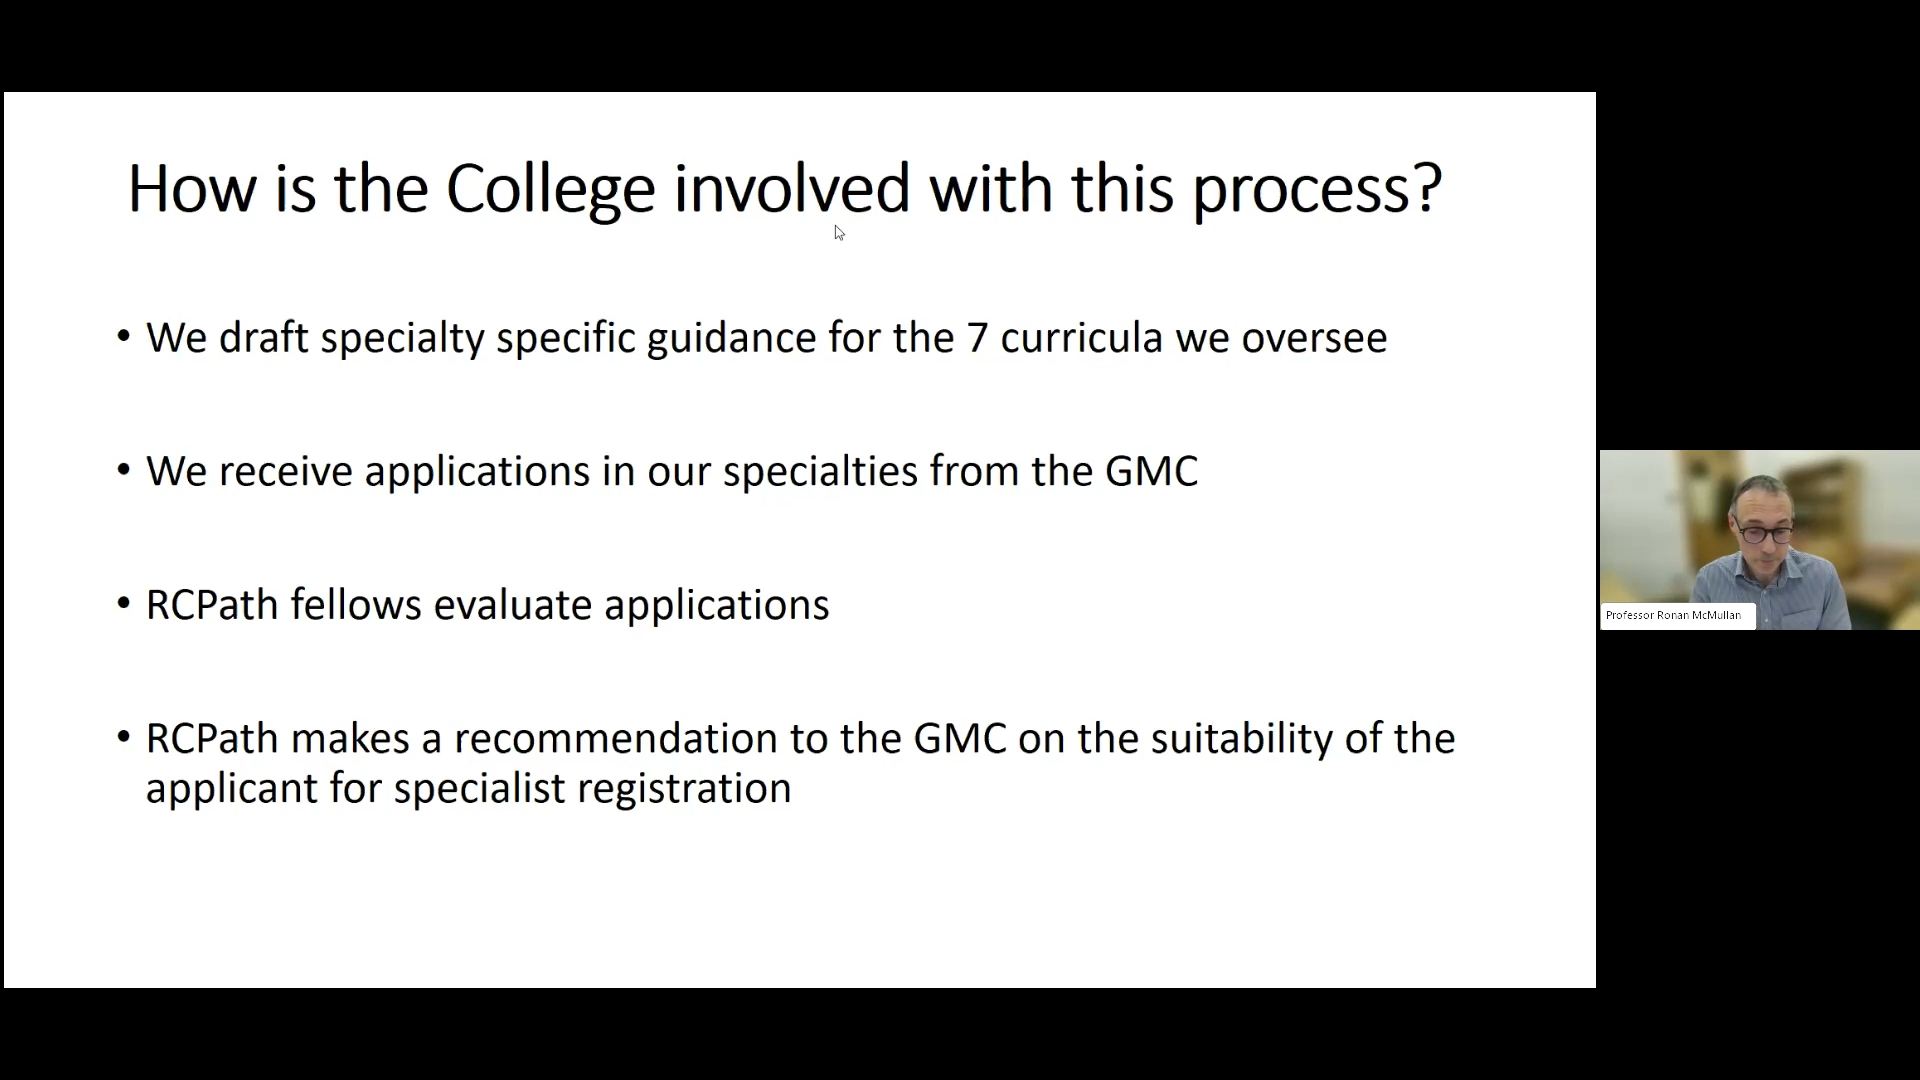 How is the College involved with this process?
• We draft specialty specific guidance for the 7 curricula we oversee
• We receive applications in our specialties from the GMC
• RCPath fellows evaluate applications
• RCPath makes a recommendation to the GMC on the suitability of the
applicant for specialist registration
Professor Ronan McMullan